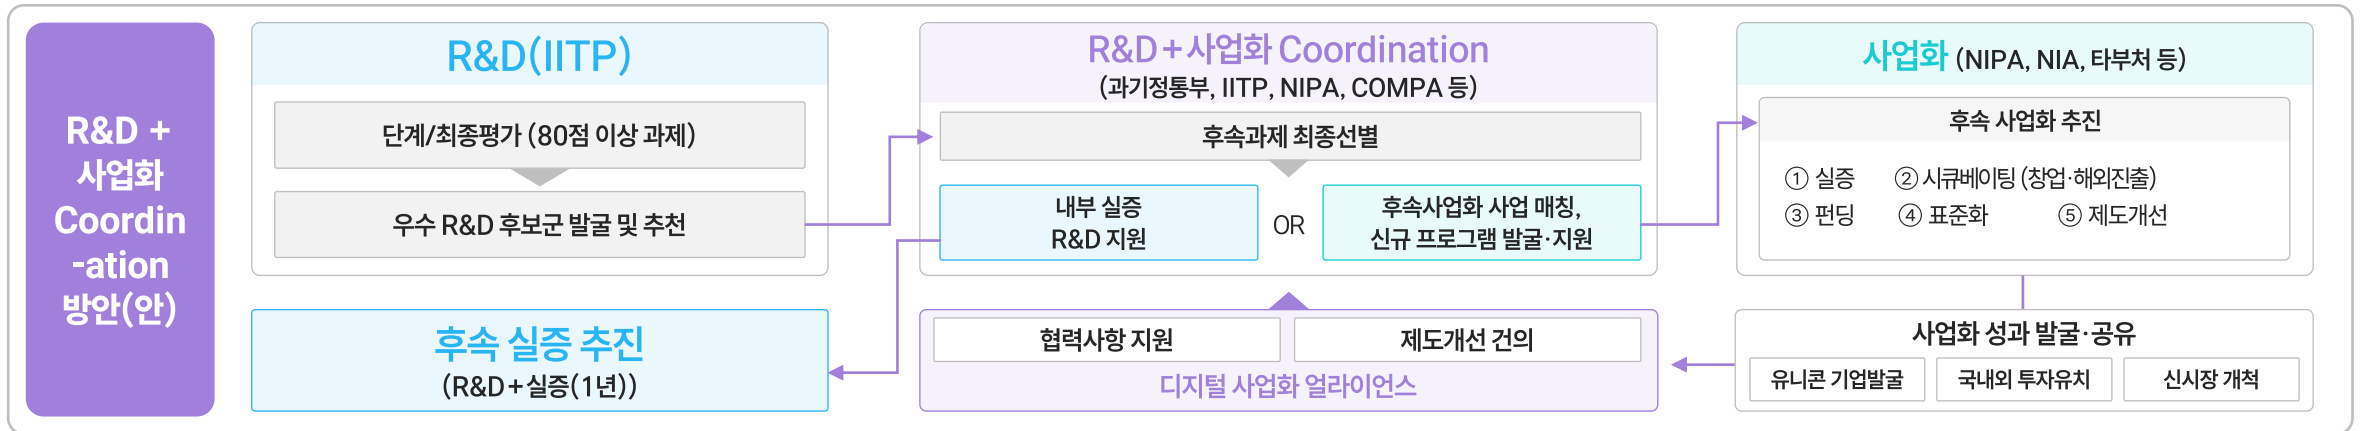 R&D +
사업화
Coordin
-ation
방안(안)
R&D(IITP)
단계/최종평가 (80점 이상 과제)
우수 R&D 후보군 발굴 및 추천
R&D+사업화 Coordination
(과기정통부, IITP, NIPA, COMPA 등)
후속과제 최종선별
내부 실증
R&D 지원
OR
후속사업화 사업 매칭,
신규 프로그램 발굴·지원
사업화 (NIPA, NIA, 타부처 등)
후속 사업화 추진
① 실증 ② 시큐베이팅 (창업·해외진출)
③ 펀딩 ④ 표준화 ⑤ 제도개선
후속 실증 추진
(R&D+실증(1년))
협력사항 지원
제도개선 건의
디지털 사업화 얼라이언스
사업화 성과 발굴·공유
유니콘 기업발굴
국내외 투자유치
신시장 개척